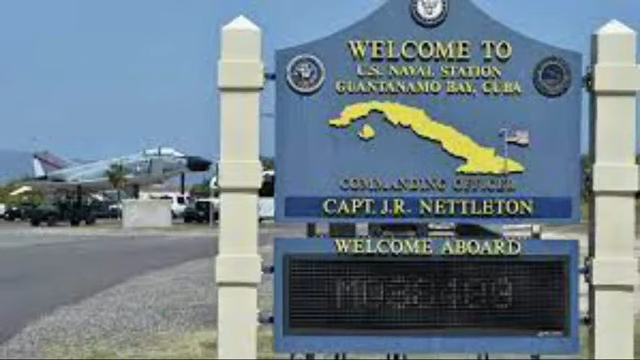 WELCOME TO
U.S. NAVAL STATION
GUANTANAMO BAY, CUBA
COMMANDING OFFICER
CAPT. J.R. NETTLETON
WELCOME ABOARD